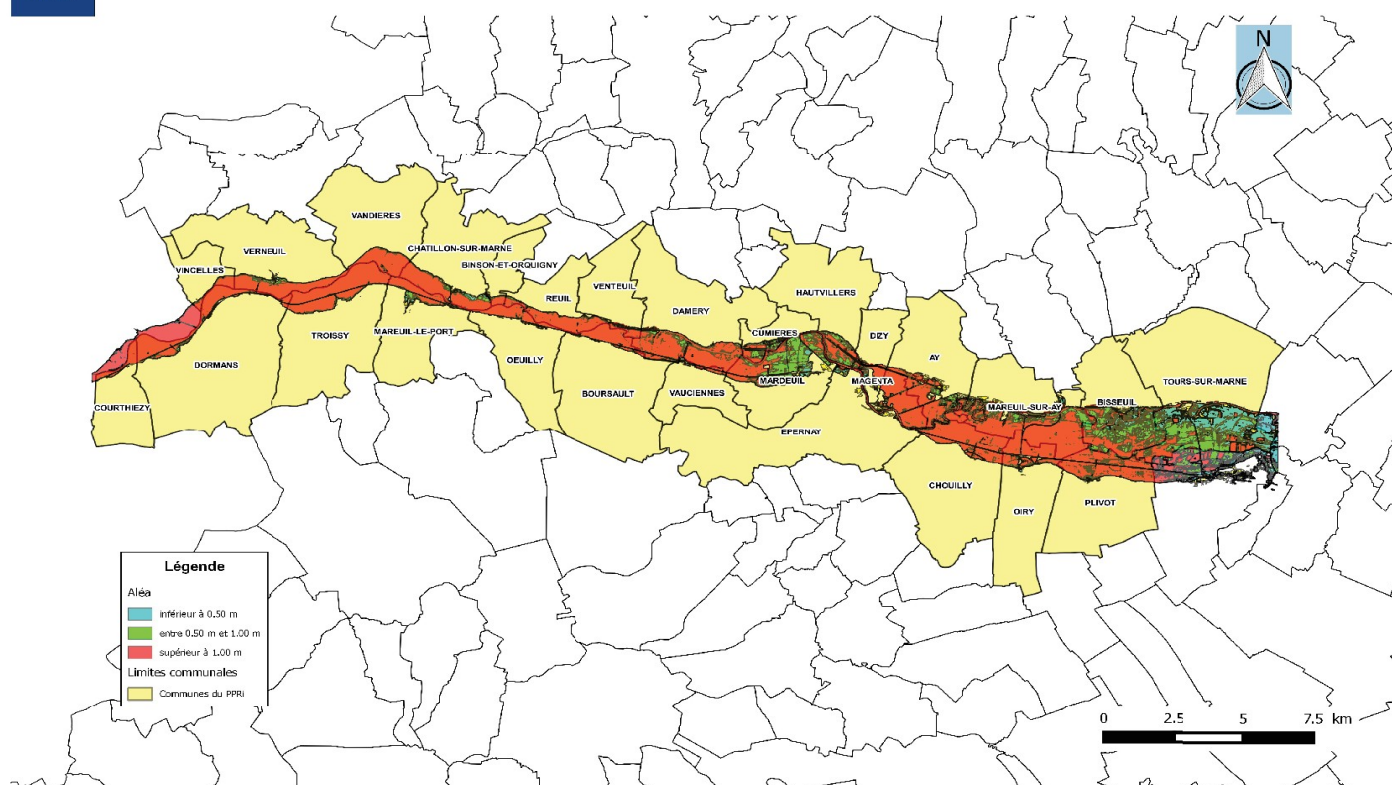 N
VANDIERES
CHATILLON-SUR-MARNE
VERNEUIL
BINSON-ET-ORQUIGNY
VINCELLES
VENTEUIL
HAUTVILLERS
REUIL
DAMERY
CUMIERES
DIZY
TROISSY
MAREUIL-LE-PORT
AY
OEUILLY
DORMANS
MARDEUIL
MAGENTA
TOURS-SUR-MARNE
BOURSAULT
VAUCIENNES
BISSEUIL
COURTHIEZY
MAREUIL-SUR-AY
EPERNAY
CHOUILLY
PLIVOT
OIRY
Légende
Aléa
inférieur à 0.50 m
entre 0.50 m et 1.00 m
supérieur à 1.00 m
Limites communales
Communes du PPRi
0 2.5 5 7.5 km